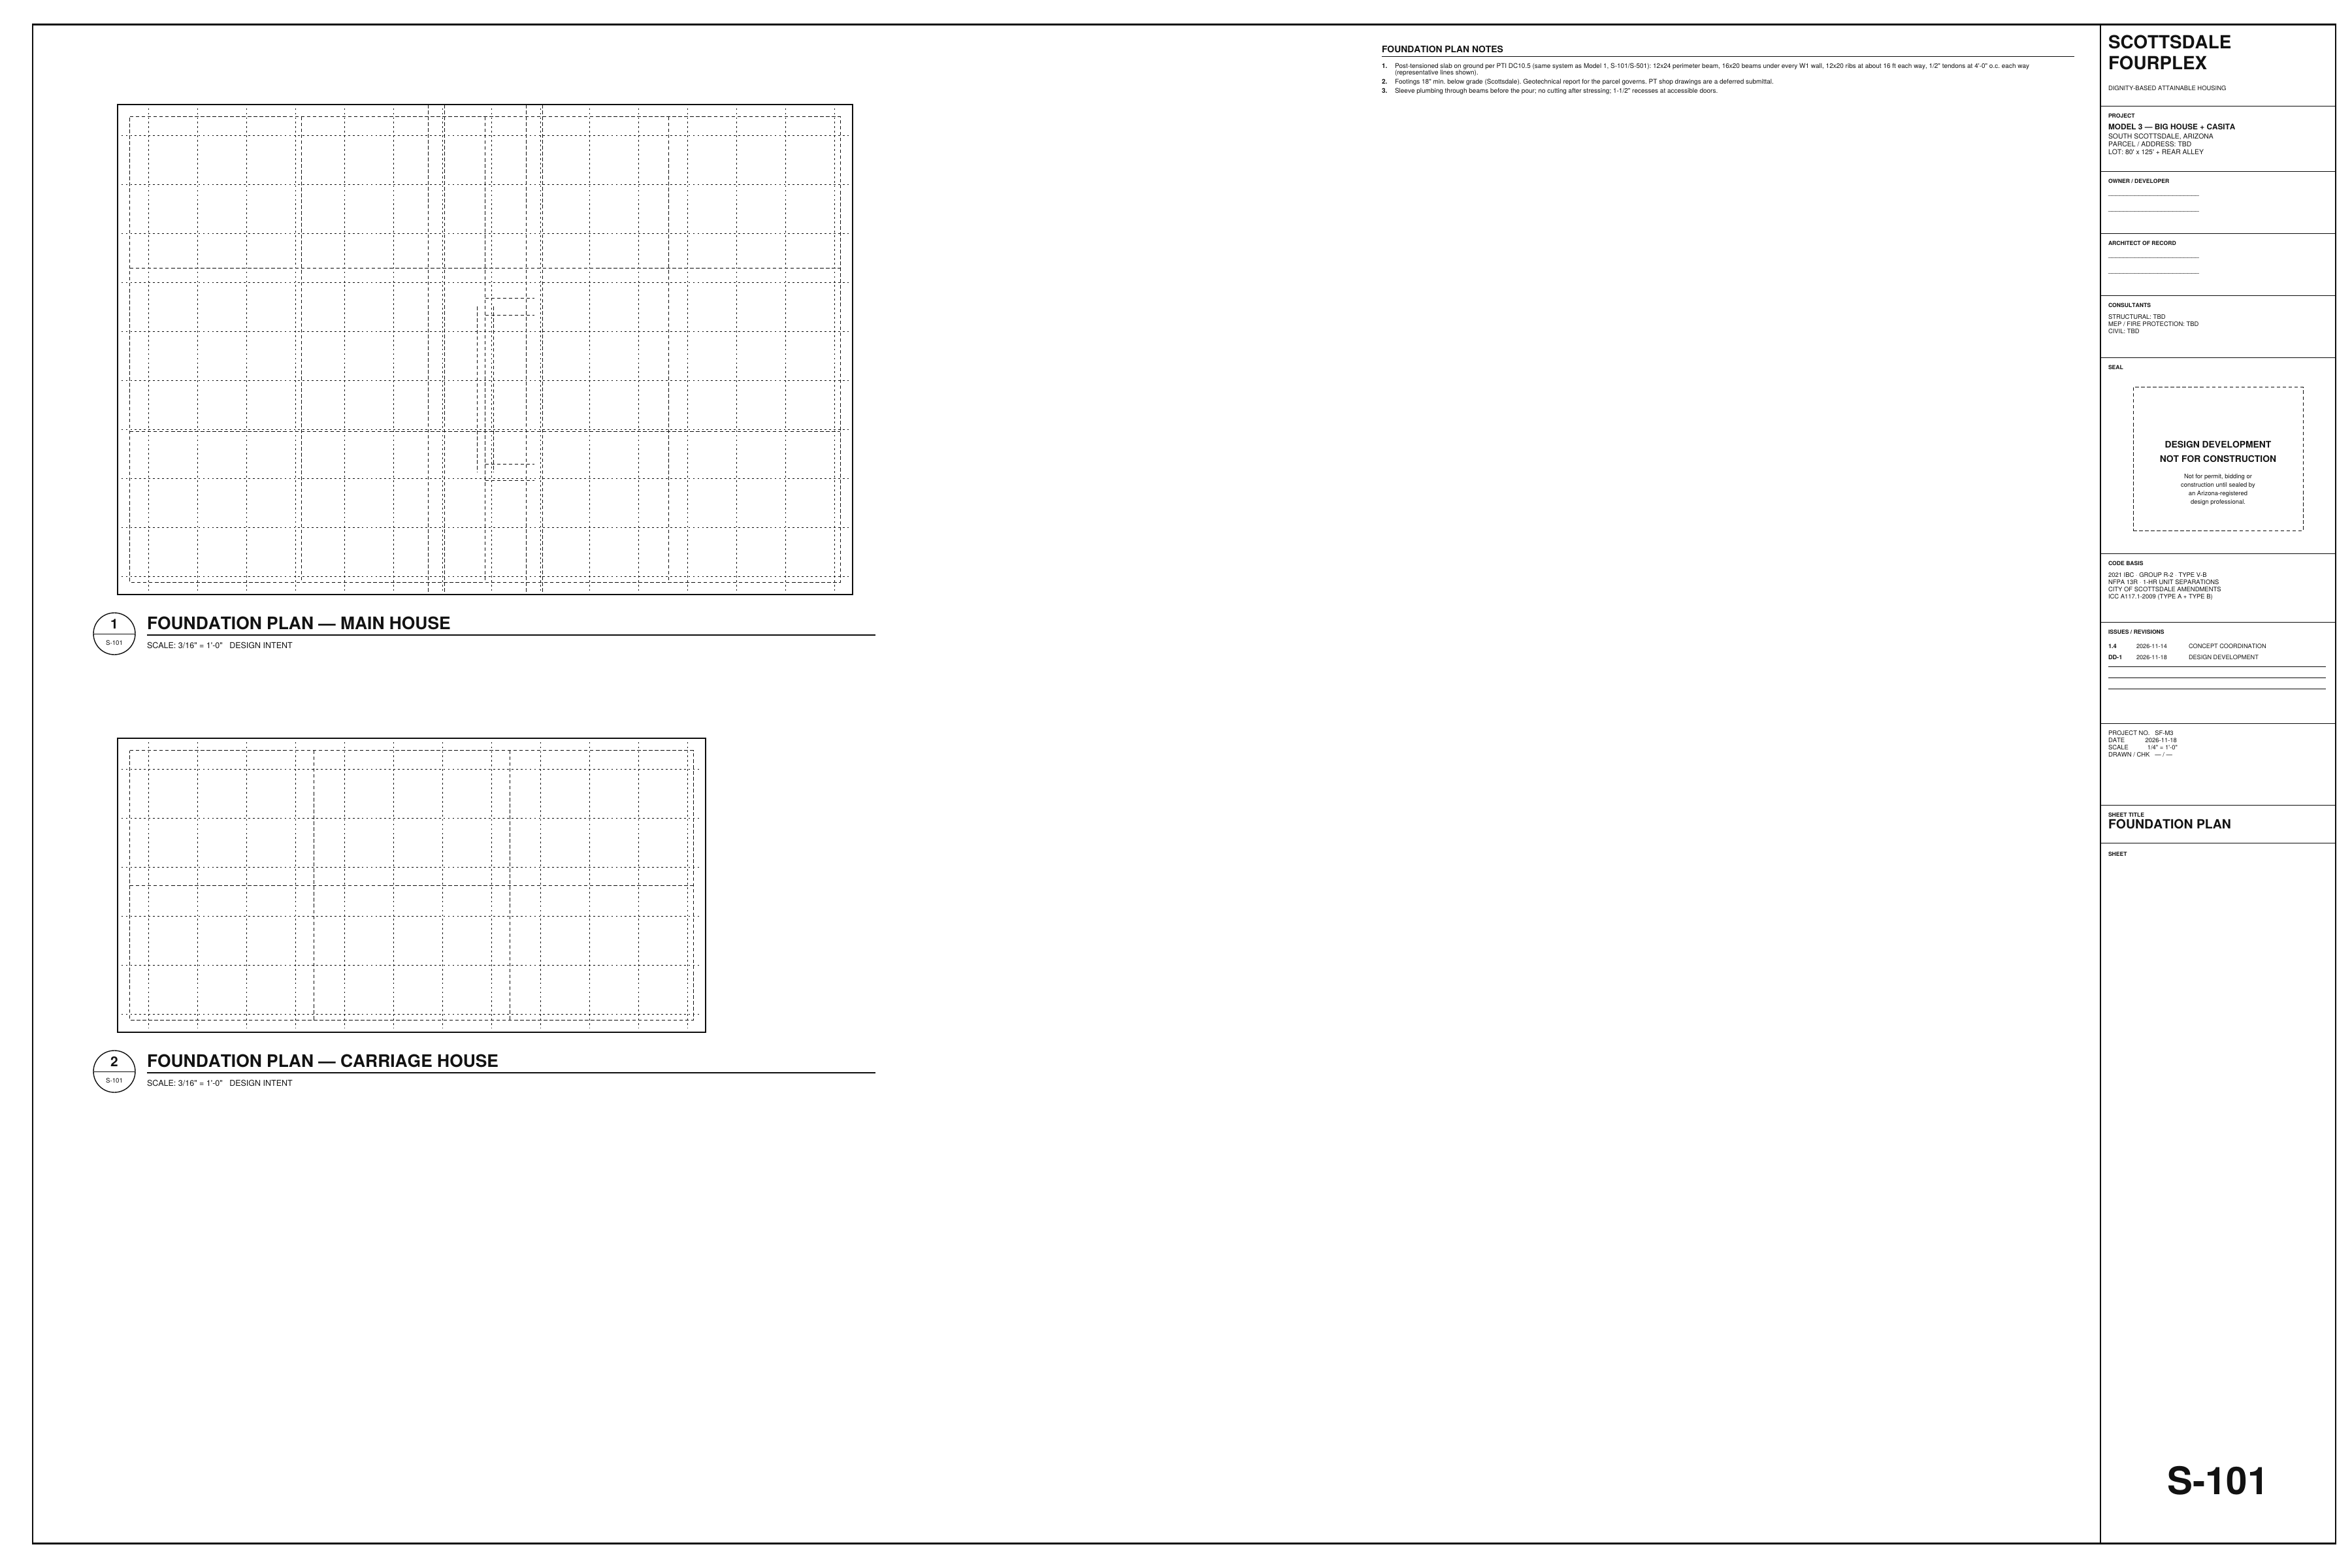 FOUNDATION PLAN NOTES
1. Post-tensioned slab on ground per PTI DC10.5 (same system as Model 1, S-101/S-501): 12x24 perimeter beam, 16x20 beams under every W1 wall, 12x20 ribs at about 16 ft each way, 1/2" tendons at 4'-0" o.c. each way
(representative lines shown).
2. Footings 18" min. below grade (Scottsdale). Geotechnical report for the parcel governs. PT shop drawings are a deferred submittal.
3. Sleeve plumbing through beams before the pour; no cutting after stressing; 1-1/2" recesses at accessible doors.
1
S-101
FOUNDATION PLAN — MAIN HOUSE
SCALE: 3/16" = 1'-0" DESIGN INTENT
2
S-101
FOUNDATION PLAN — CARRIAGE HOUSE
SCALE: 3/16" = 1'-0" DESIGN INTENT
SCOTTSDALE
FOURPLEX
DIGNITY-BASED ATTAINABLE HOUSING
PROJECT
MODEL 3 — BIG HOUSE + CASITA
SOUTH SCOTTSDALE, ARIZONA
PARCEL / ADDRESS: TBD
LOT: 80' x 125' + REAR ALLEY
OWNER / DEVELOPER
ARCHITECT OF RECORD
CONSULTANTS
STRUCTURAL: TBD
MEP / FIRE PROTECTION: TBD
CIVIL: TBD
SEAL
DESIGN DEVELOPMENT
NOT FOR CONSTRUCTION
Not for permit, bidding or
construction until sealed by
an Arizona-registered
design professional.
CODE BASIS
2021 IBC · GROUP R-2 · TYPE V-B
NFPA 13R · 1-HR UNIT SEPARATIONS
CITY OF SCOTTSDALE AMENDMENTS
ICC A117.1-2009 (TYPE A + TYPE B)
ISSUES / REVISIONS
1.4 2026-11-14 CONCEPT COORDINATION
DD-1 2026-11-18 DESIGN DEVELOPMENT
PROJECT NO. SF-M3
DATE 2026-11-18
SCALE 1/4" = 1'-0"
DRAWN / CHK — / —
SHEET TITLE
FOUNDATION PLAN
SHEET
S-101